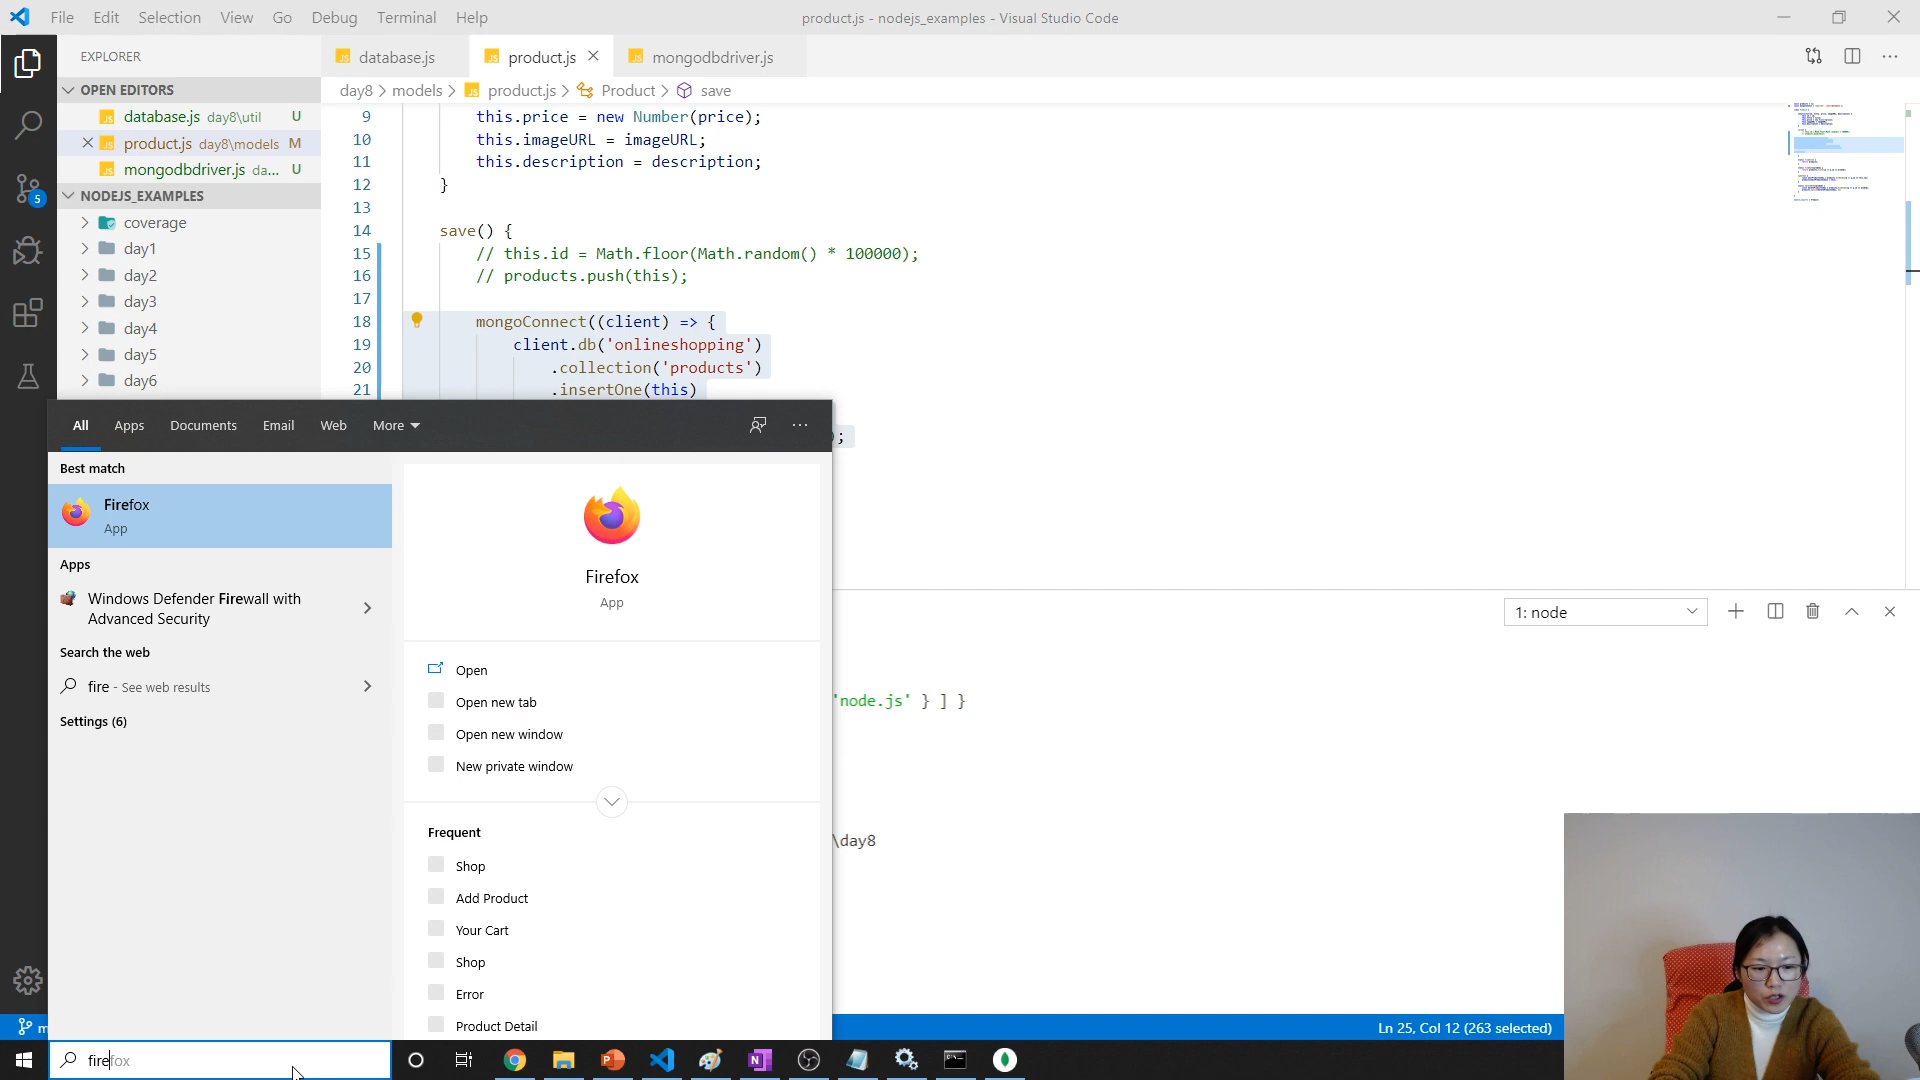 File Edit Selection View Go Debug Terminal Help
product.js - nodejs_examples - Visual Studio Code
EXPLORER
database.js
product.js
mongodbdriver.js
OPEN EDITORS
database.js day8\util U
product.js day8\models M
mongodbdriver.js da... U
5
NODEJS_EXAMPLES
coverage
day1
day2
day3
day4
day5
day6
day8 > models > product.js > Product > save
9 this.price = new Number(price);
10 this.imageURL = imageURL;
11 this.description = description;
12 }
13
14 save() {
15 // this.id = Math.floor(Math.random() * 100000);
16 // products.push(this);
17
18 mongoConnect((client) => {
19 client.db('onlineshopping')
20 .collection('products')
21 .insertOne(this)
);
All Apps Documents Email Web More
Best match
Firefox
App
Apps
Windows Defender Firewall with
Advanced Security
Search the web
fire - See web results
Settings (6)
Firefox
App
Open
Open new tab
Open new window
New private window
Frequent
Shop
Add Product
Your Cart
Shop
Error
Product Detail
1: node
'node.js' } ] }
\day8
m
Ln 25, Col 12 (263 selected)
firefox